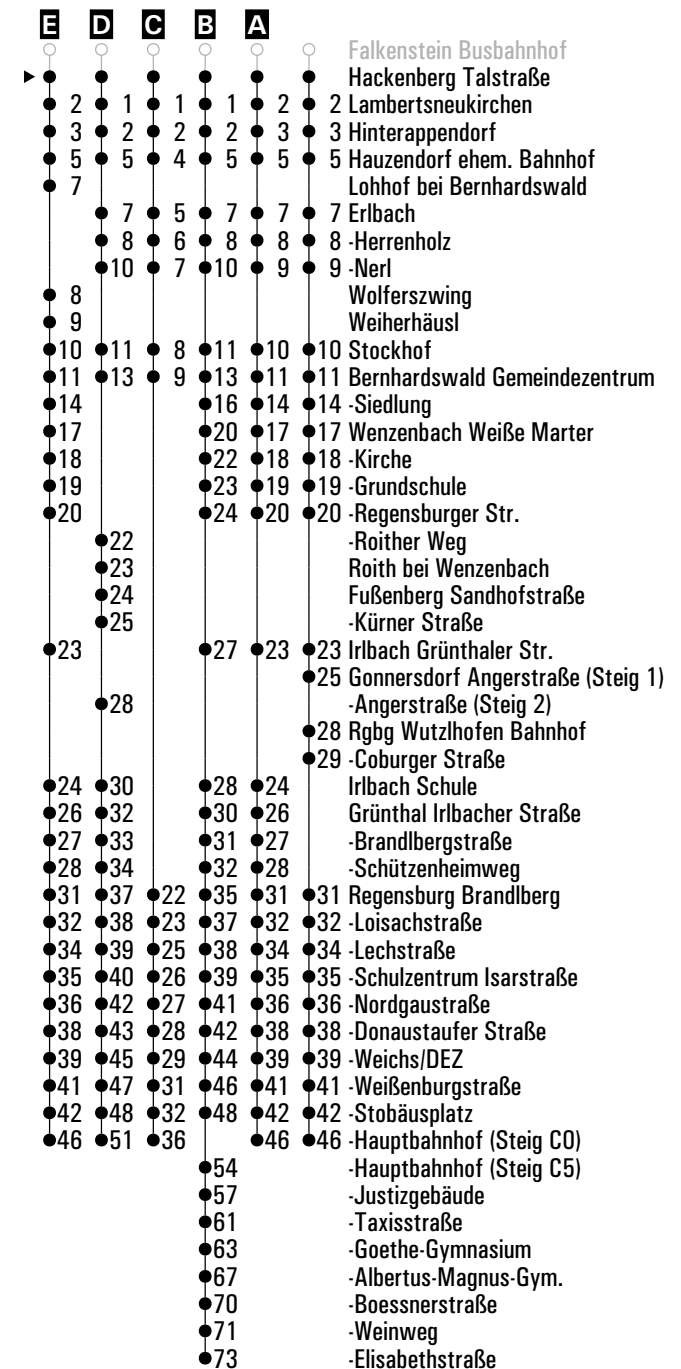 E D C B A
Falkenstein Busbahnhof
Hackenberg Talstraße
2 1 1 1 2 2 Lambertsneukirchen
3 2 2 2 3 3 Hinterappendorf
5 5 4 5 5 5 Hauzendorf ehem. Bahnhof
7 Lohhof bei Bernhardswald
7 5 7 7 7 Erlbach
8 6 8 8 8 -Herrenholz
10 7 10 9 9 -Nerl
8 Wolferszwing
9 Weiherhäusl
10 11 8 11 10 10 Stockhof
11 13 9 13 11 11 Bernhardswald Gemeindezentrum
14 16 14 14 -Siedlung
17 20 17 17 Wenzenbach Weiße Marter
18 22 18 18 -Kirche
19 23 19 19 -Grundschule
20 24 20 20 -Regensburger Str.
22 -Roither Weg
23 Roith bei Wenzenbach
24 Fußenberg Sandhofstraße
25 -Kürner Straße
23 27 23 23 Irlbach Grünthaler Str.
25 Gonnersdorf Angerstraße (Steig 1)
28 -Angerstraße (Steig 2)
28 Rgbg Wutzlhofen Bahnhof
29 -Coburger Straße
24 30 28 24 Irlbach Schule
26 32 30 26 Grünthal Irlbacher Straße
27 33 31 27 -Brandlbergstraße
28 34 32 28 -Schützenheimweg
31 37 22 35 31 31 Regensburg Brandlberg
32 38 23 37 32 32 -Loisachstraße
34 39 25 38 34 34 -Lechstraße
35 40 26 39 35 35 -Schulzentrum Isarstraße
36 42 27 41 36 36 -Nordgaustraße
38 43 28 42 38 38 -Donaustaufer Straße
39 45 29 44 39 39 -Weichs/DEZ
41 47 31 46 41 41 -Weißenburgstraße
42 48 32 48 42 42 -Stobäusplatz
46 51 36 46 46 -Hauptbahnhof (Steig C0)
54 -Hauptbahnhof (Steig C5)
57 -Justizgebäude
61 -Taxisstraße
63 -Goethe-Gymnasium
67 -Albertus-Magnus-Gym.
70 -Boessnerstraße
71 -Weinweg
73 -Elisabethstraße